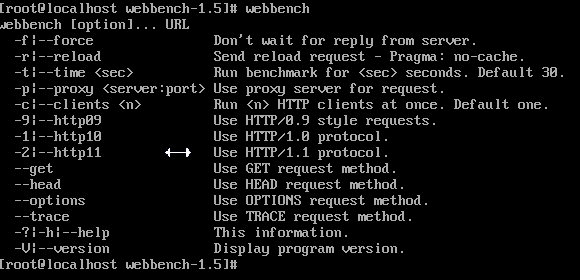 [root@localhost webbench-1.5]# webbench
webbench [option]... URL
-f|--force Don't wait for reply from server.
-r|--reload Send reload request - Pragma: no-cache.
-t|--time <sec> Run benchmark for <sec> seconds. Default 30.
-p|--proxy <server:port> Use proxy server for request.
-c|--clients <n> Run <n> HTTP clients at once. Default one.
-9|--http09 Use HTTP/0.9 style requests.
-1|--http10 Use HTTP/1.0 protocol.
-2|--http11 Use HTTP/1.1 protocol.
--get Use GET request method.
--head Use HEAD request method.
--options Use OPTIONS request method.
--trace Use TRACE request method.
-?|-h|--help This information.
-V|--version Display program version.
[root@localhost webbench-1.5]#